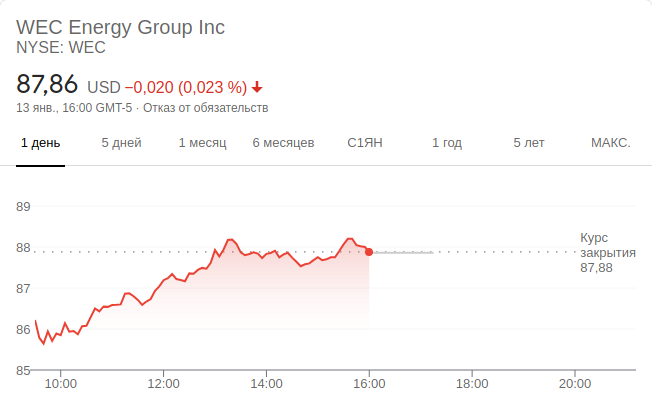 WEC Energy Group Inc
NYSE: WEC
87,86 USD −0,020 (0,023 %)
13 янв., 16:00 GMT-5 · Отказ от обязательств
1 день 5 дней 1 месяц 6 месяцев С1ЯН 1 год 5 лет МАКС.
89
88
87
86
85
Курс
закрытия
87,88
10:00 12:00 14:00 16:00 18:00 20:00